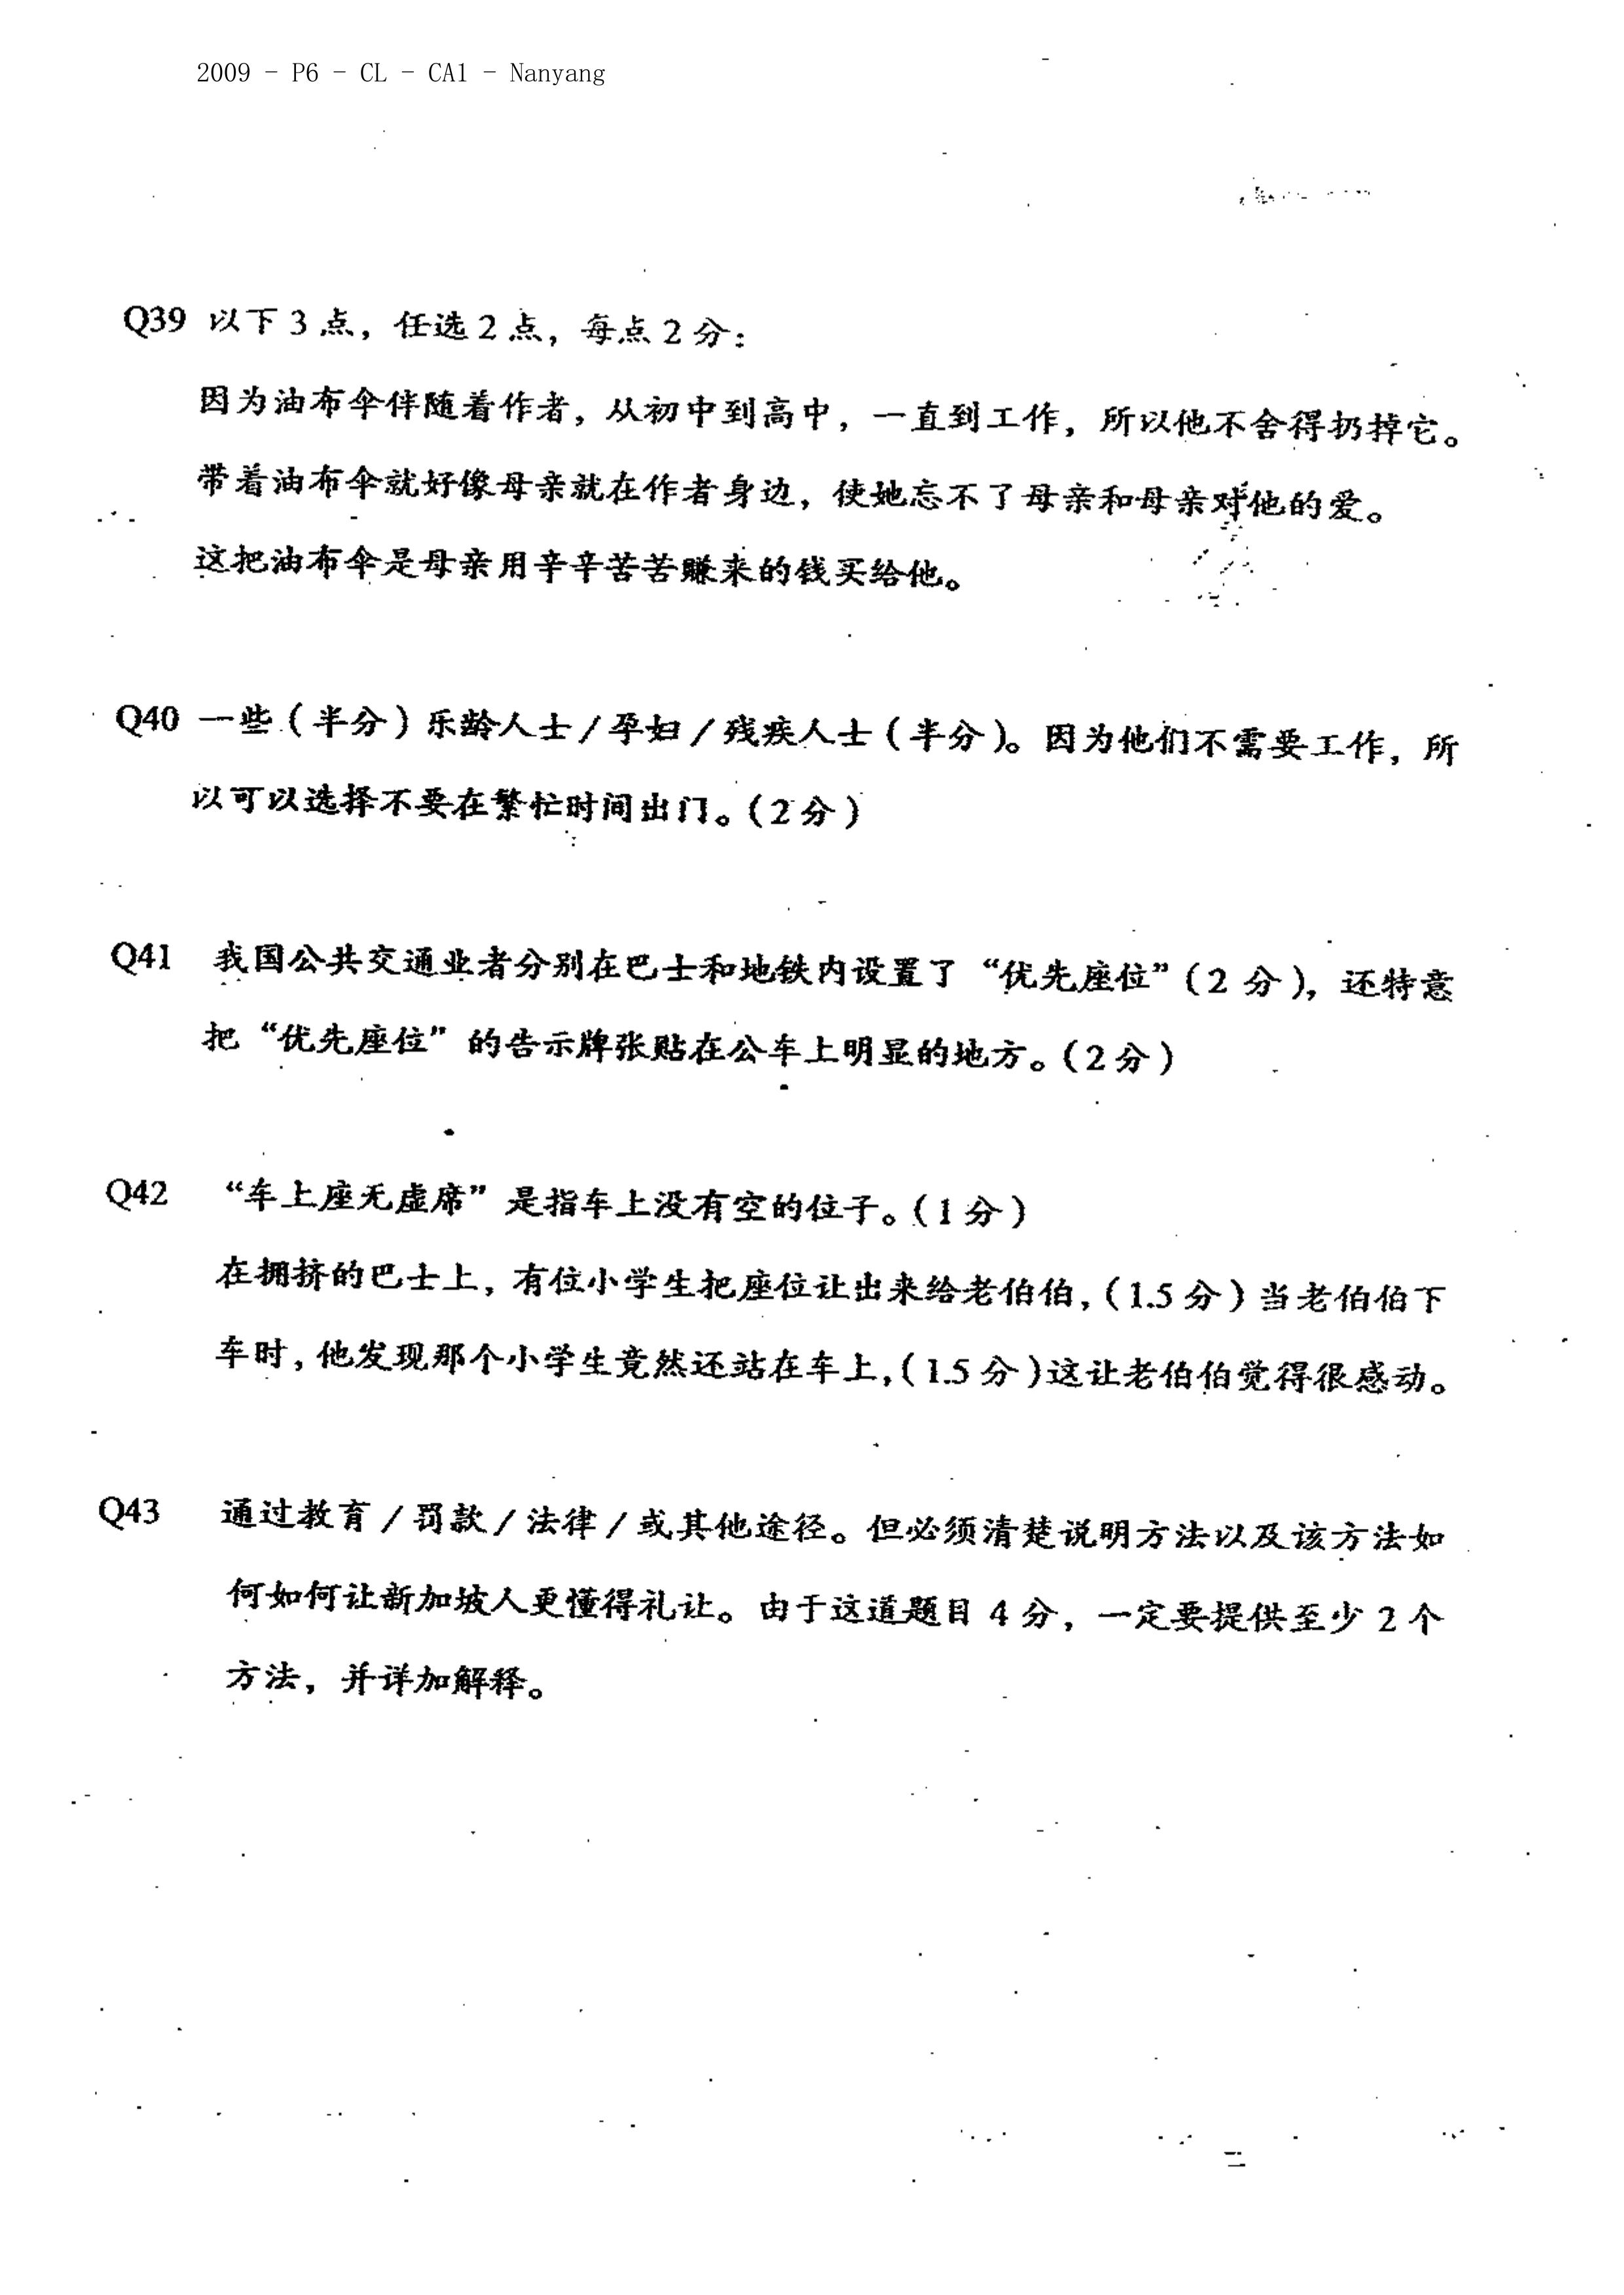 2009 - P6 - CL - CA1 - Nanyang
Q39 以下3点，任选2点，每点2分：
因为油布伞伴随着作者，从初中到高中，一直到工作，所以他不舍得扔掉它。
带着油布伞就好像母亲就在作者身边，使她忘不了母亲和母亲对他的爱。
这把油布伞是母亲用辛辛苦苦赚来的钱买给他。
Q40 一些（半分）乐龄人士/孕妇/残疾人士（半分）。因为他们不需要工作，所
以可以选择不要在繁忙时间出门。（2分）
Q41 我国公共交通业者分别在巴士和地铁内设置了“优先座位”（2分），还特意
把“优先座位”的告示牌张贴在公车上明显的地方。（2分）
Q42 “车上座无虚席”是指车上没有空的位子。（1分）
在拥挤的巴士上，有位小学生把座位让出来给老伯伯，（1.5分）当老伯伯下
车时，他发现那个小学生竟然还站在车上，（1.5分）这让老伯伯觉得很感动。
Q43 通过教育/罚款/法律/或其他途径。但必须清楚说明方法以及该方法如
何如何让新加坡人更懂得礼让。由于这道题目4分，一定要提供至少2个
方法，并详加解释。